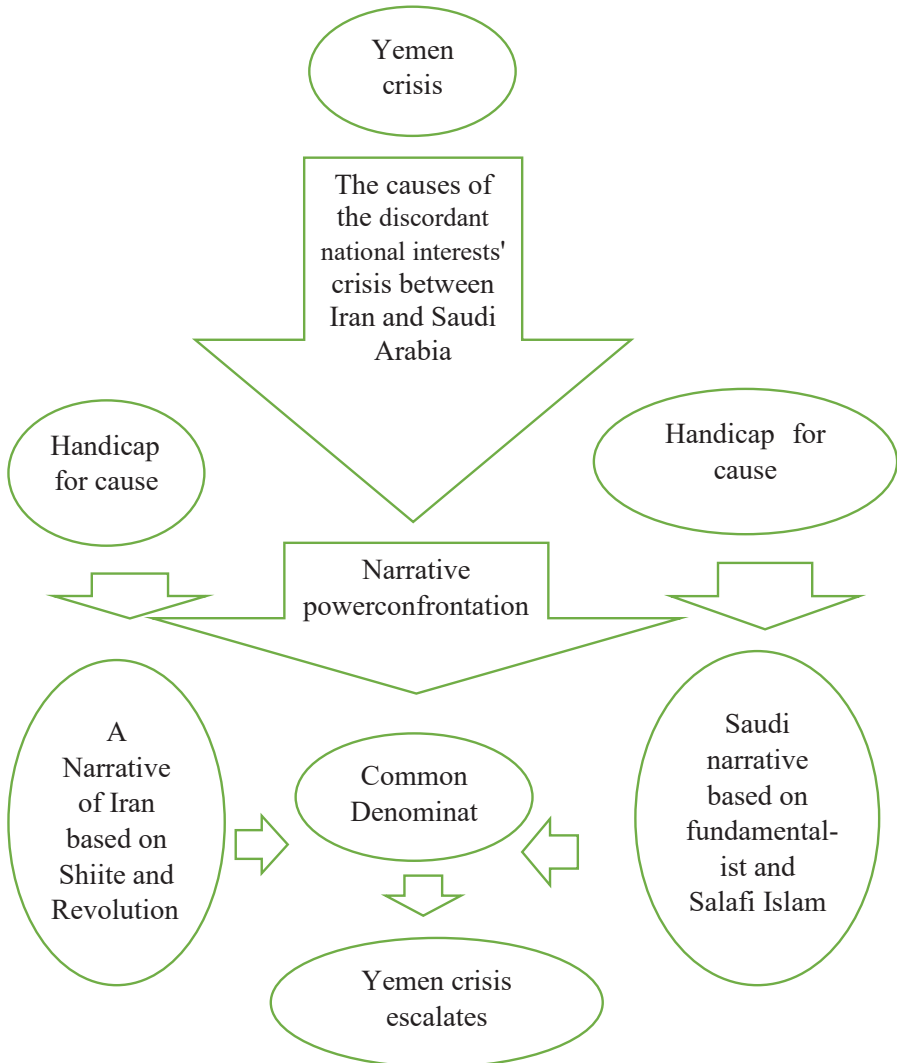 Yemen
crisis
The causes of
the discordant
national interests'
crisis between
Iran and Saudi
Arabia
Handicap
for cause
Handicap for
cause
Narrative
powerconfrontation
A
Narrative
of Iran
based on
Shiite and
Revolution
Common
Denominat
Saudi
narrative
based on
fundamental-
ist and
Salafi Islam
Yemen crisis
escalates